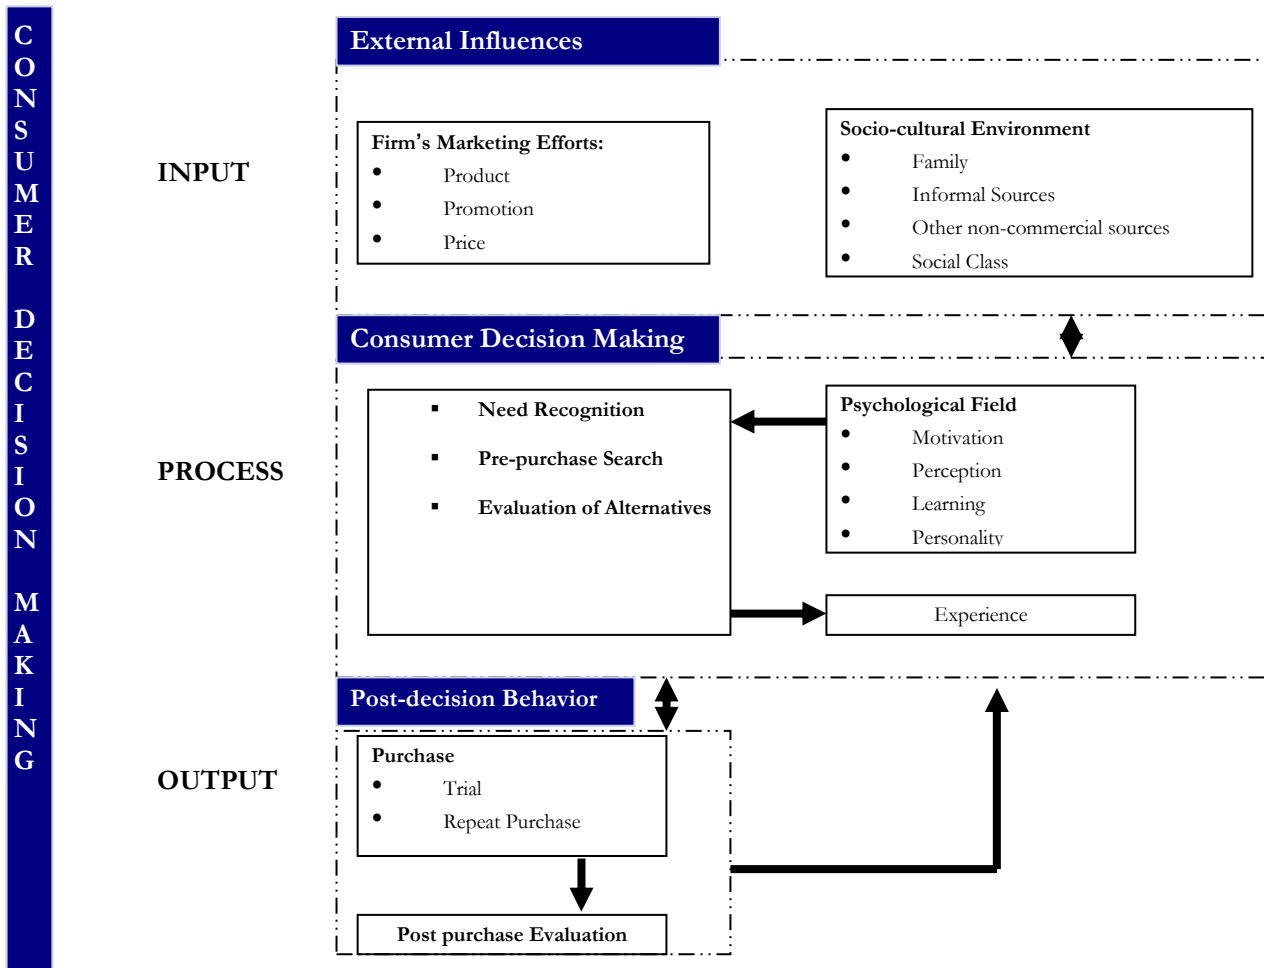 CONSUMER DECISION MAKING
External Influences
INPUT
Firm's Marketing Efforts:
• Product
• Promotion
• Price
Socio-cultural Environment
• Family
• Informal Sources
• Other non-commercial sources
• Social Class
Consumer Decision Making
PROCESS
▪ Need Recognition
▪ Pre-purchase Search
▪ Evaluation of Alternatives
Psychological Field
• Motivation
• Perception
• Learning
• Personality
Experience
Post-decision Behavior
OUTPUT
Purchase
• Trial
• Repeat Purchase
Post purchase Evaluation